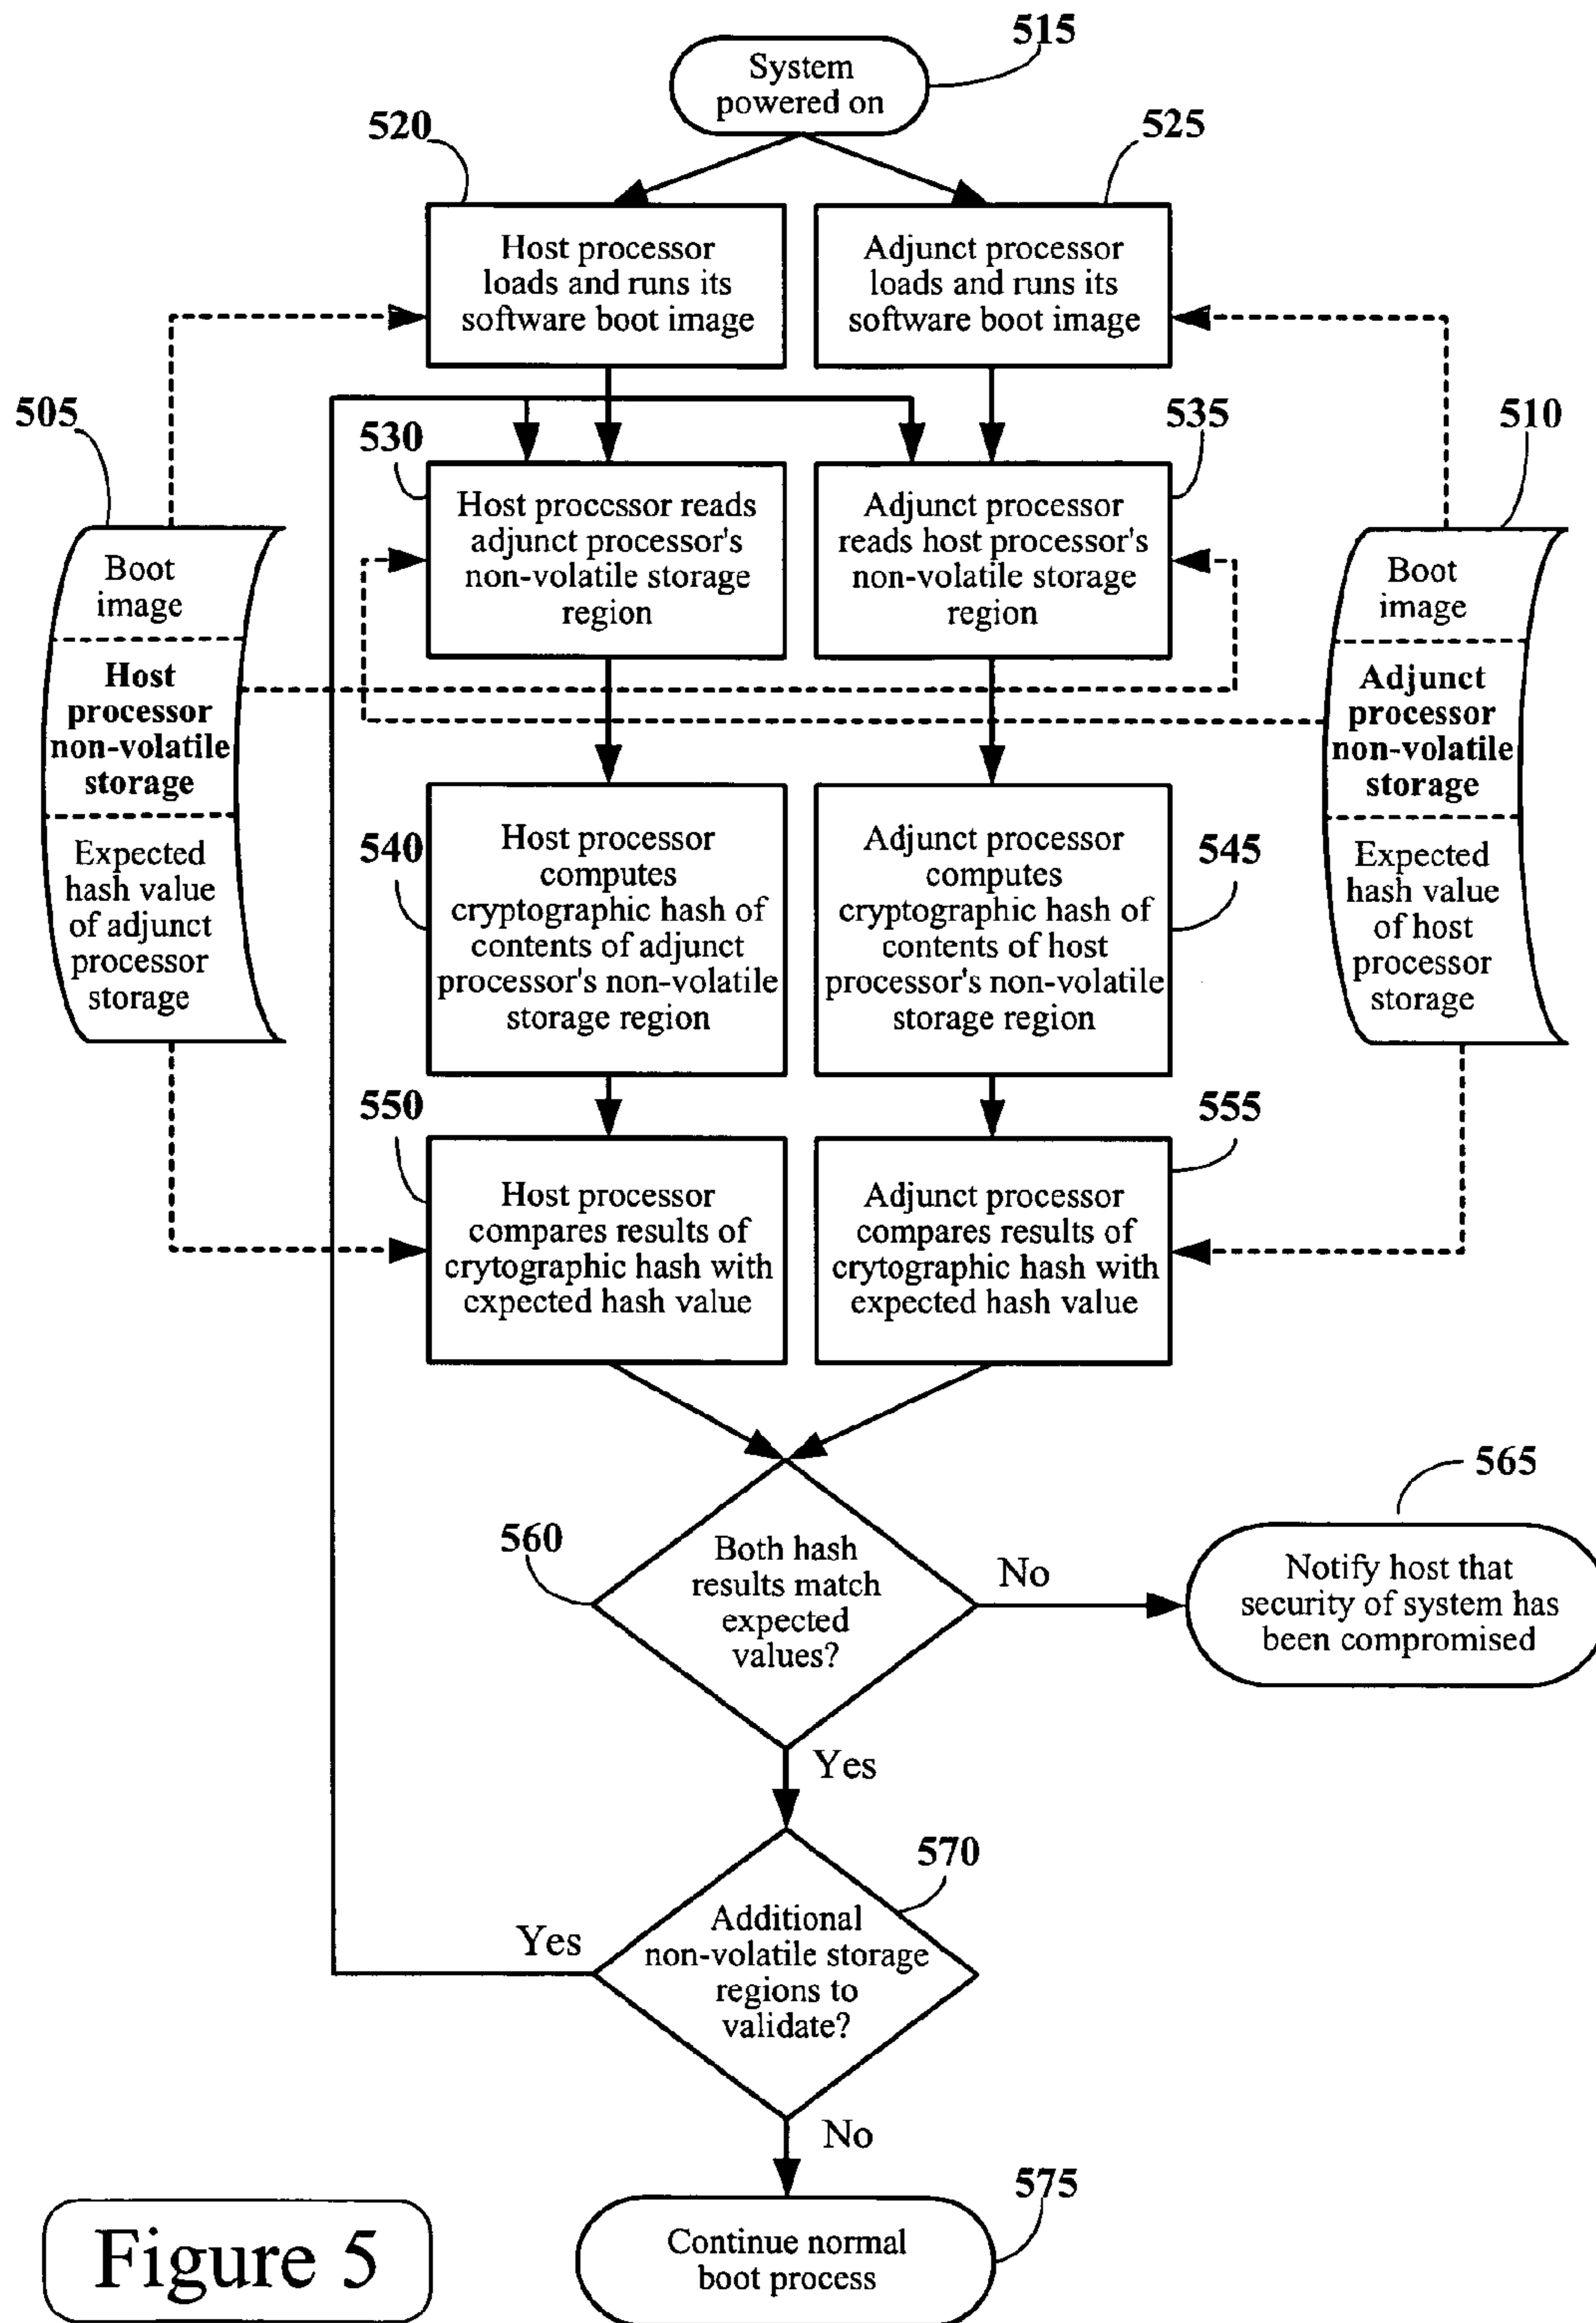 515
System
powered on
520
525
Host processor
loads and runs its
software boot image
Adjunct processor
loads and runs its
software boot image
505
530
535
510
Host processor reads
adjunct processor's
non-volatile storage
region
Adjunct processor
reads host processor's
non-volatile storage
region
Boot
image
Host
processor
non-volatile
storage
Expected
hash value
of adjunct
processor
storage
Boot
image
Adjunct
processor
non-volatile
storage
Expected
hash value
of host
processor
storage
540
Host processor
computes
cryptographic hash of
contents of adjunct
processor's non-volatile
storage region
Adjunct processor
computes
cryptographic hash of
contents of host
processor's non-volatile
storage region
545
550
555
Host processor
compares results of
crytographic hash with
expected hash value
Adjunct processor
compares results of
crytographic hash with
expected hash value
560
Both hash
results match
expected
values?
No
565
Notify host that
security of system has
been compromised
Yes
570
Additional
non-volatile storage
regions to
validate?
Yes
No
575
Continue normal
boot process
Figure 5